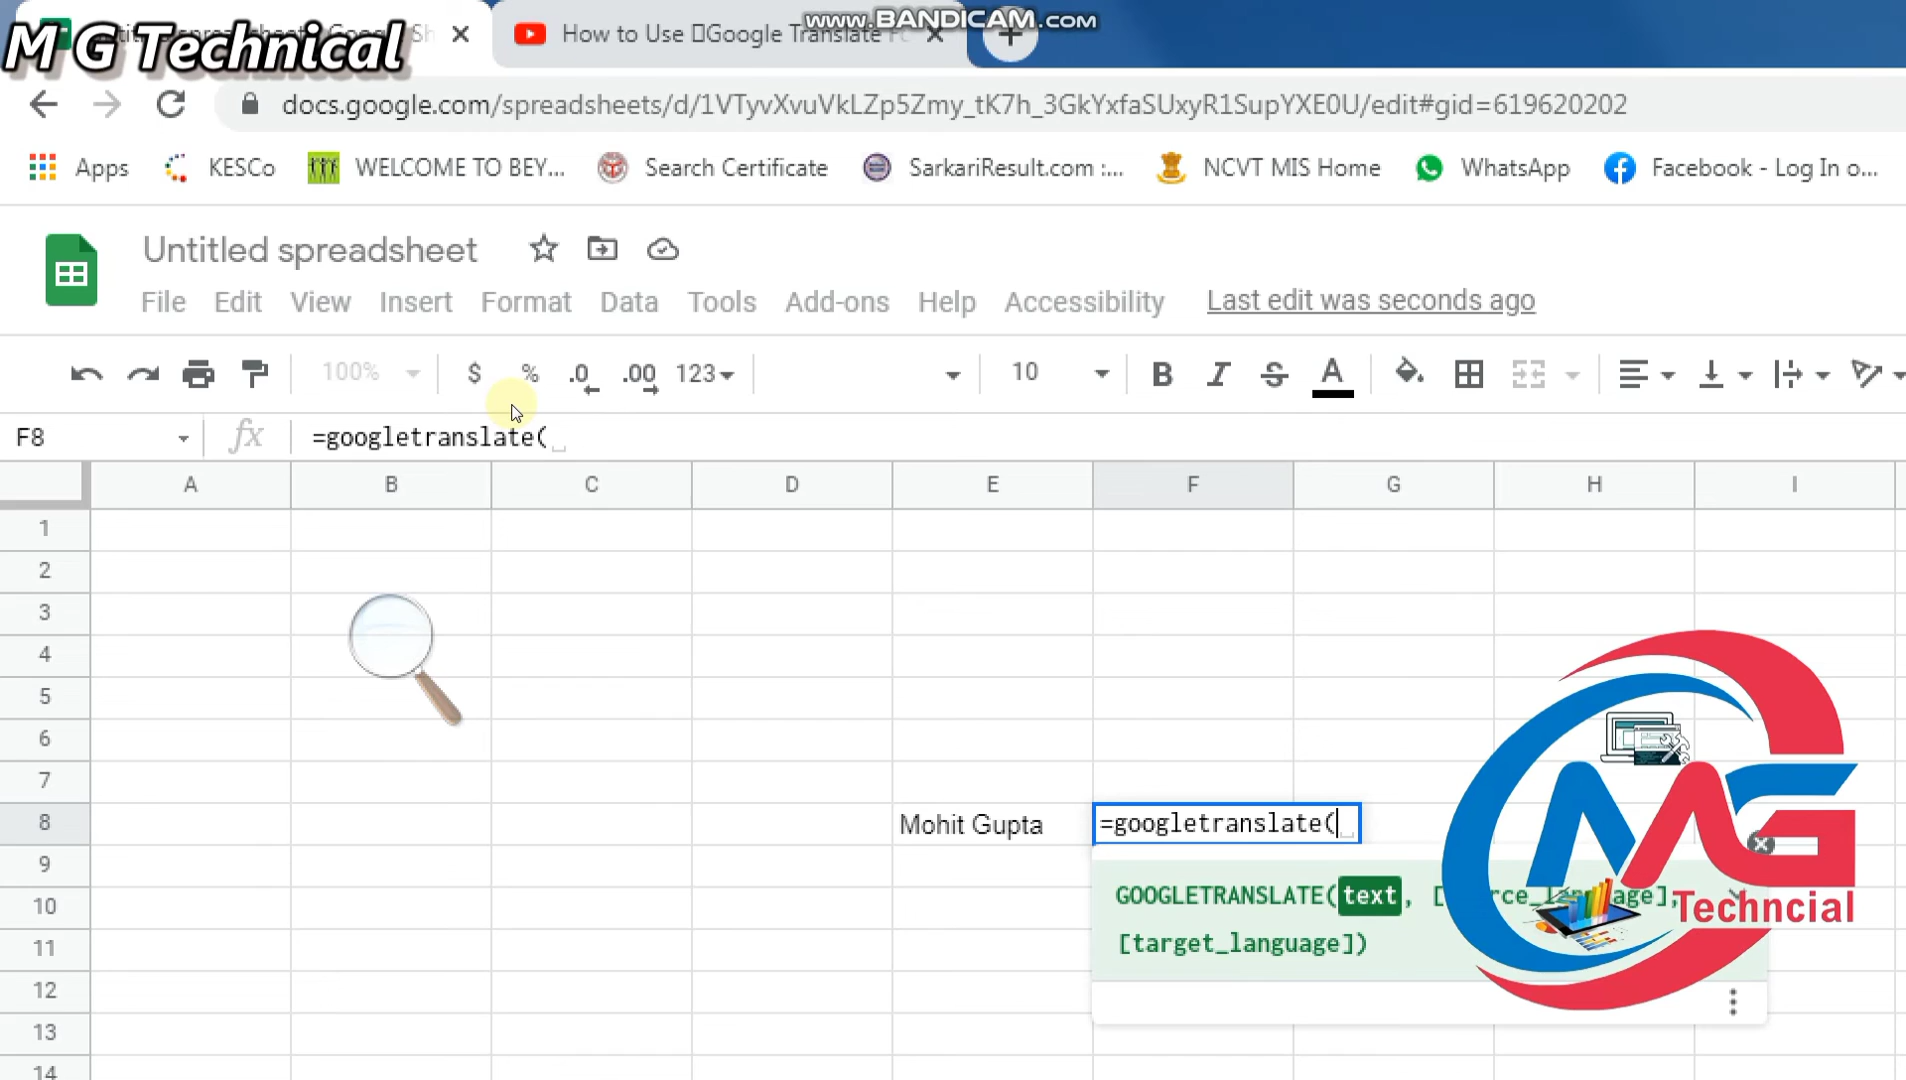 www.BANDICAM.com
M G Technical
How to Use Google Translate
docs.google.com/spreadsheets/d/1VTyvXvuVkLZp5Zmy_tK7h_3GkYxfaSUxyR1SupYXE0U/edit#gid=619620202
Apps KESCo WELCOME TO BEY... Search Certificate SarkariResult.com :... NCVT MIS Home WhatsApp Facebook - Log In o...
Untitled spreadsheet
File Edit View Insert Format Data Tools Add-ons Help Accessibility Last edit was seconds ago
100% $ % .0 .00 123 10 B I S A
F8 fx =googletranslate(
A B C D E F G H I
1
2
3
4
5
6
7
8 Mohit Gupta =googletranslate(
9
GOOGLETRANSLATE(text,
10
[target_language])
11
12
13
14
MG
Techncial